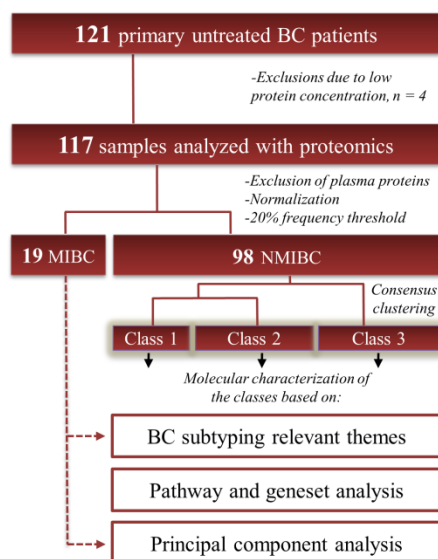 121 primary untreated BC patients
-Exclusions due to low
protein concentration, n = 4
117 samples analyzed with proteomics
-Exclusion of plasma proteins
-Normalization
-20% frequency threshold
19 MIBC
98 NMIBC
Consensus
clustering
Class 1
Class 2
Class 3
Molecular characterization of
the classes based on:
BC subtyping relevant themes
Pathway and geneset analysis
Principal component analysis